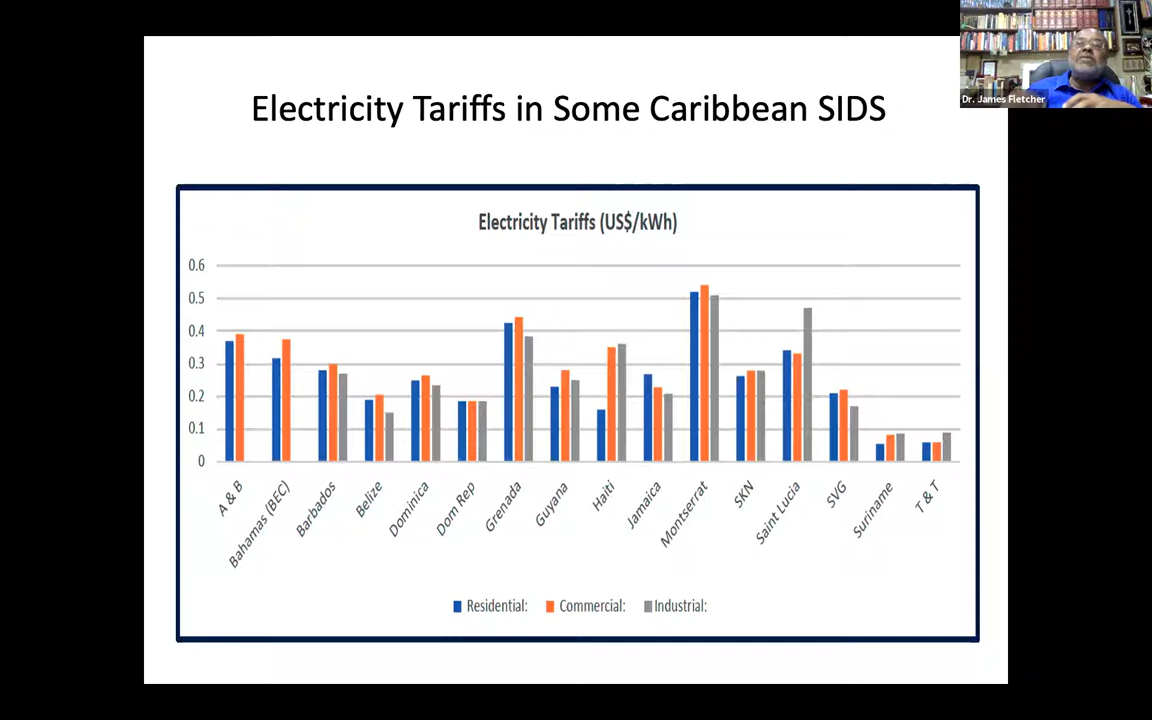 Dr. James Fletcher
Electricity Tariffs in Some Caribbean SIDS
Electricity Tariffs (US$/kWh)
0.6
0.5
0.4
0.3
0.2
0.1
0
A & B
Bahamas (BEC)
Barbados
Belize
Dominica
Dom Rep
Grenada
Guyana
Haiti
Jamaica
Montserrat
SKN
Saint Lucia
SVG
Suriname
T & T
Residential: Commercial: Industrial: